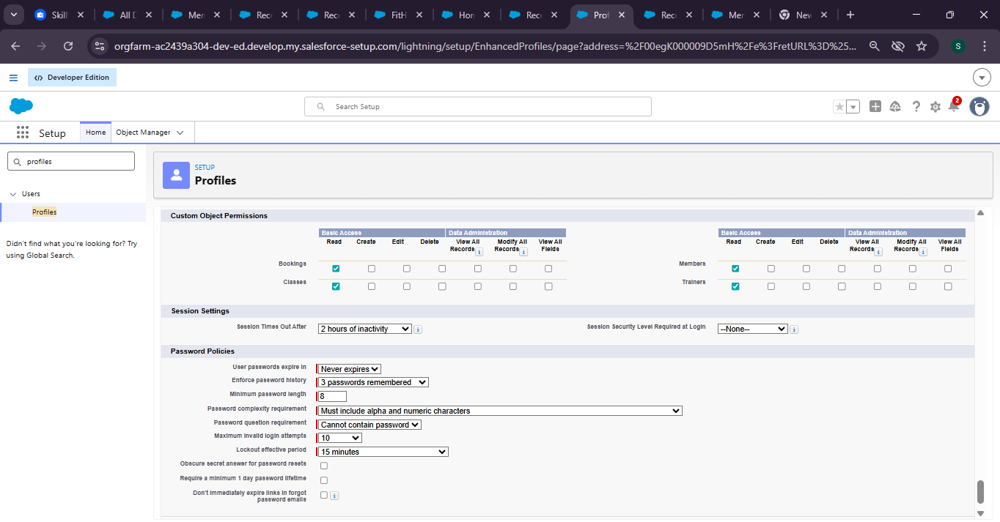 Skill
All D
Men
Rec
Rec
FitH
Hon
Rec
Prof
Rec
Mer
New
orgfarm-ac2439a304-dev-ed.develop.my.salesforce-setup.com/lightning/setup/EnhancedProfiles/page?address=%2F00egK000009D5mH%2Fe%3FretURL%3D%25...
S
Developer Edition
Search Setup
2
Setup
Home
Object Manager
profiles
Users
Profiles
Didn't find what you're looking for? Try
using Global Search.
SETUP
Profiles
Custom Object Permissions
Basic Access Data Administration
Read Create Edit Delete View All Records Modify All Records View All Fields
Bookings
Classes
Basic Access Data Administration
Read Create Edit Delete View All Records Modify All Records View All Fields
Members
Trainers
Session Settings
Session Times Out After 2 hours of inactivity
Session Security Level Required at Login --None--
Password Policies
User passwords expire in Never expires
Enforce password history 3 passwords remembered
Minimum password length 8
Password complexity requirement Must include alpha and numeric characters
Password question requirement Cannot contain password
Maximum invalid login attempts 10
Lockout effective period 15 minutes
Obscure secret answer for password resets
Require a minimum 1 day password lifetime
Don't immediately expire links in forgot
password emails